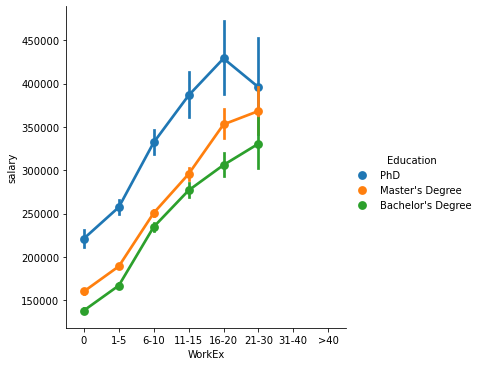 450000
400000
350000
300000
250000
200000
150000
salary
0 1-5 6-10 11-15 16-20 21-30 31-40 >40
WorkEx
Education
PhD
Master's Degree
Bachelor's Degree